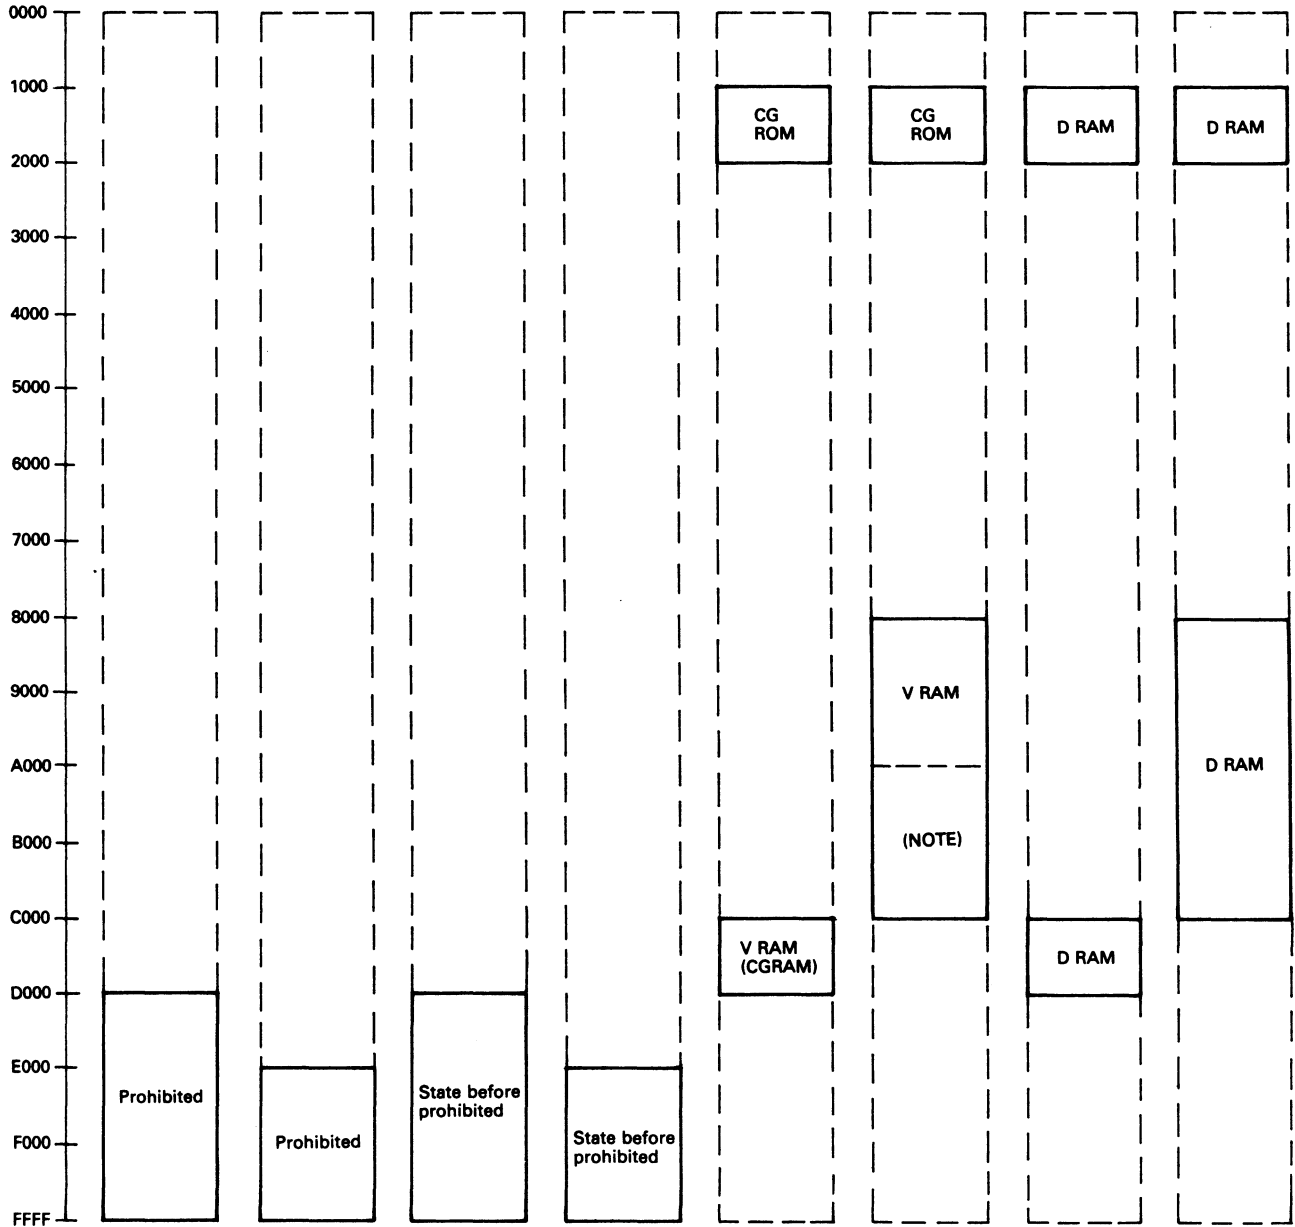 0000
1000
2000
3000
4000
5000
6000
7000
8000
9000
A000
B000
C000
D000
E000
F000
FFFF
Prohibited
Prohibited
State before
prohibited
State before
prohibited
CG
ROM
V RAM
(CGRAM)
CG
ROM
V RAM
(NOTE)
D RAM
D RAM
D RAM
D RAM